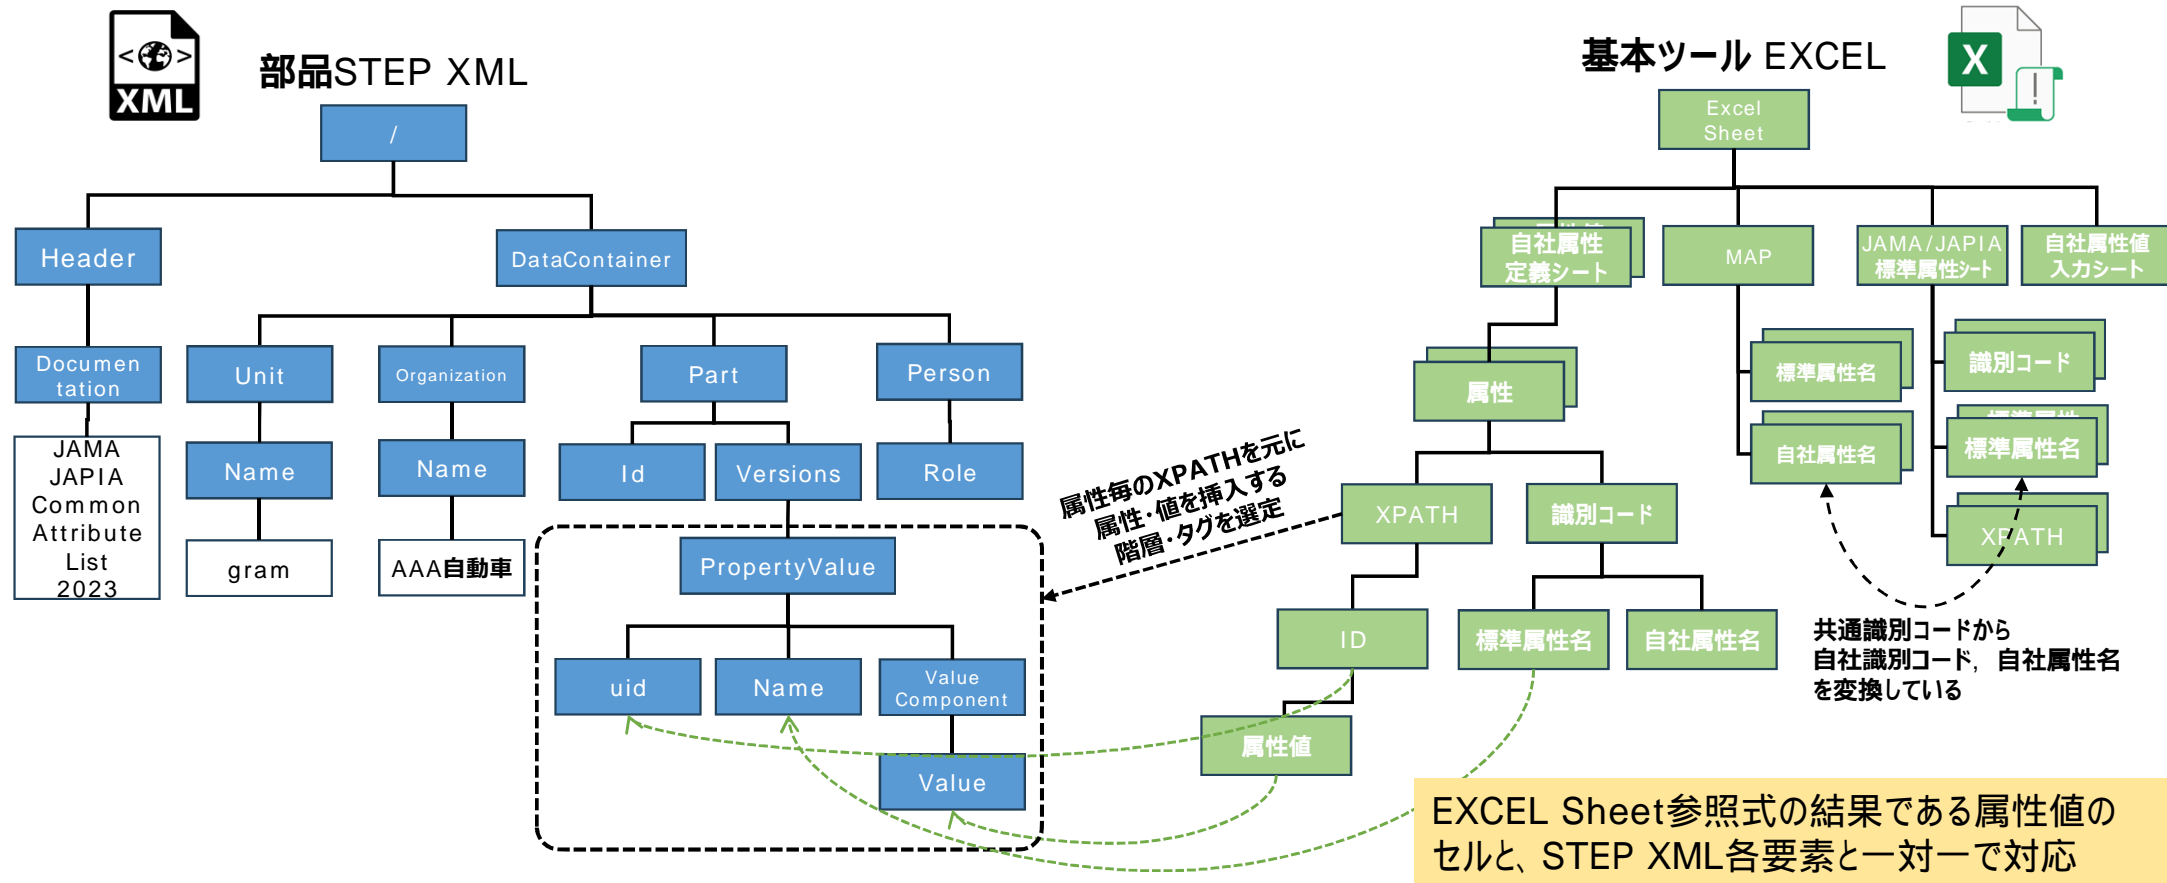 XML
部品STEP XML
/
Header
DataContainer
Documen
tation
Unit
Organization
Part
Person
JAMA
JAPIA
Common
Attribute
List
2023
Name
Name
Id
Versions
Role
gram
AAA自動車
PropertyValue
uid
Name
Value
Component
Value
属性毎のXPATHを元に
属性・値を挿入する
階層・タグを選定
基本ツール EXCEL
X
Excel
Sheet
自社属性
定義シート
MAP
JAMA/JAPIA
標準属性シート
自社属性値
入力シート
属性
標準属性名
自社属性名
識別コード
標準属性
標準属性名
XPATH
XPATH
識別コード
ID
標準属性名
自社属性名
属性値
共通識別コードから
自社識別コード, 自社属性名
を変換している
EXCEL Sheet参照式の結果である属性値の
セルと、STEP XML各要素と一対一で対応